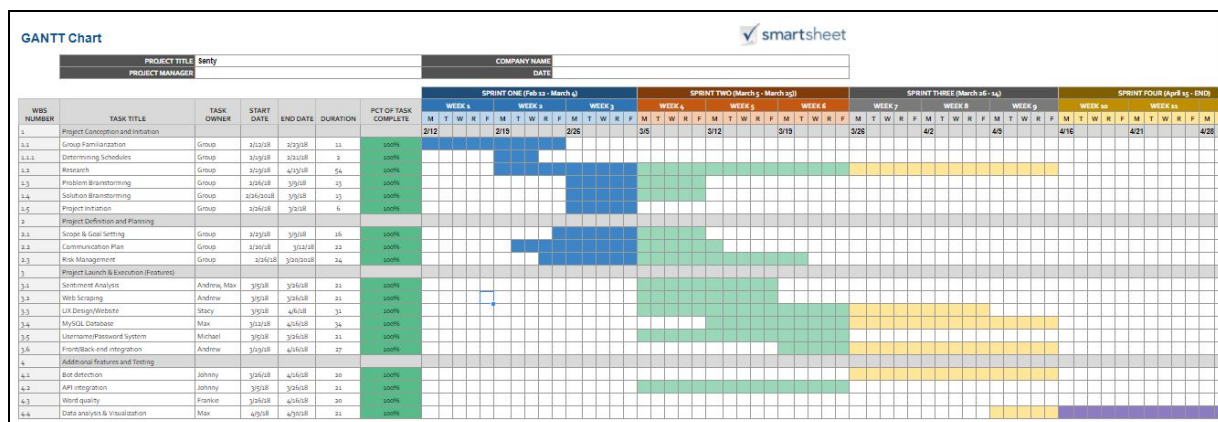 GANTT Chart
smartsheet
PROJECT TITLE Senty COMPANY NAME
PROJECT MANAGER DATE
SPRINT ONE (Feb 12 - March 4) SPRINT TWO (March 5 - March 25)) SPRINT THREE (March 26 - 14) SPRINT FOUR (April 15 - END)
WBS NUMBER TASK TITLE TASK OWNER START DATE END DATE DURATION PCT OF TASK COMPLETE WEEK 1 WEEK 2 WEEK 3 WEEK 4 WEEK 5 WEEK 6 WEEK 7 WEEK 8 WEEK 9 WEEK 10 WEEK 11
M T W R F M T W R F M T W R F M T W R F M T W R F M T W R F M T W R F M T W R F M T W R F M T W R F M T W R F M
1 Project Conception and Initiation 2/12 2/19 2/26 3/5 3/12 3/19 3/26 4/2 4/9 4/16 4/21 4/28
1.1 Group Familiarization Group 2/12/18 2/23/18 11 100%
1.1.1 Determining Schedules Group 2/19/18 2/21/18 2 100%
1.2 Research Group 2/19/18 4/13/18 54 100%
1.3 Problem Brainstorming Group 2/26/18 3/9/18 13 100%
1.4 Solution Brainstorming Group 2/26/2018 3/9/18 13 100%
1.5 Project Initiation Group 2/26/18 3/2/18 6 100%
2 Project Definition and Planning
2.1 Scope & Goal Setting Group 2/23/18 3/9/18 16 100%
2.2 Communication Plan Group 2/20/18 3/12/18 22 100%
2.3 Risk Management Group 2/26/18 3/20/2018 24 100%
3 Project Launch & Execution (Features)
3.1 Sentiment Analysis Andrew, Max 3/5/18 3/26/18 21 100%
3.2 Web Scraping Andrew 3/5/18 3/26/18 21 100%
3.3 UX Design/Website Stacy 3/5/18 4/6/18 31 100%
3.4 MySQL Database Max 3/12/18 4/16/18 34 100%
3.5 Username/Password System Michael 3/5/18 3/26/18 21 100%
3.6 Front/Back-end integration Andrew 3/19/18 4/16/18 27 100%
4 Additional features and Testing
4.1 Bot detection Johnny 3/26/18 4/16/18 20 100%
4.2 API integration Johnny 3/5/18 3/26/18 21 100%
4.3 Word quality Frankie 3/26/18 4/16/18 20 100%
4.4 Data analysis & Visualization Max 4/9/18 4/30/18 21 100%